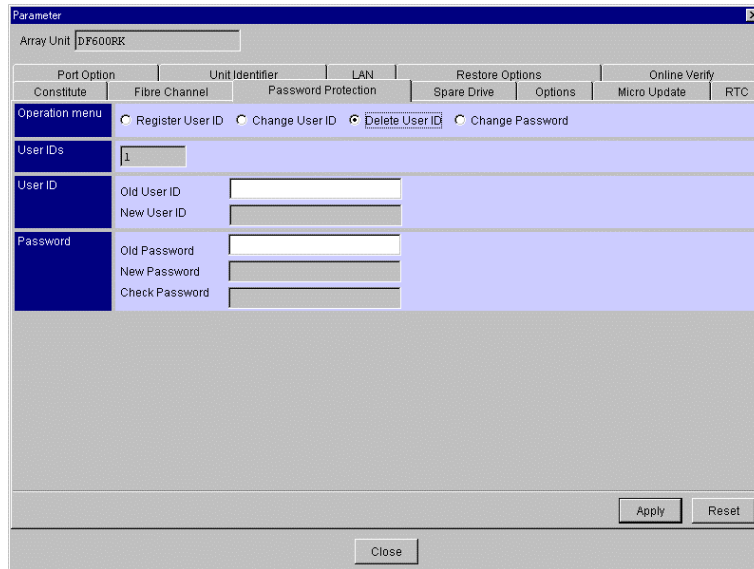 Parameter
Array Unit DF600RK
Port Option Unit Identifier LAN Restore Options Online Verify
Constitute Fibre Channel Password Protection Spare Drive Options Micro Update RTC
Operation menu Register User ID Change User ID Delete User ID Change Password
User IDs 1
User ID Old User ID
New User ID
Password Old Password
New Password
Check Password
Apply Reset
Close